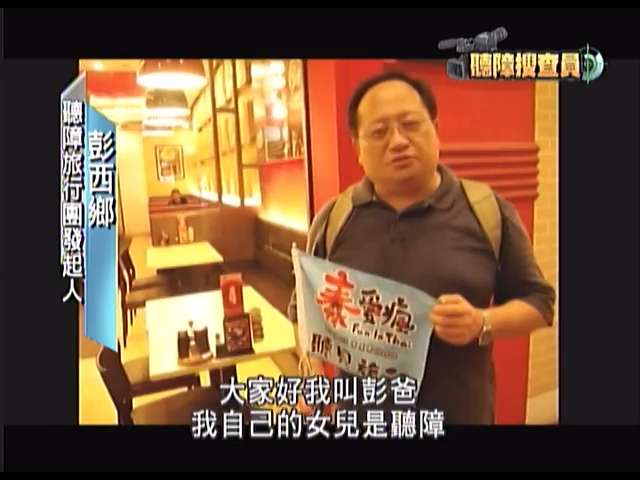 聽障搜查員
彭西鄉
聽障旅行團發起人
泰愛瘋
Fun In Thai
4
大家好我叫彭爸
我自己的女兒是聽障